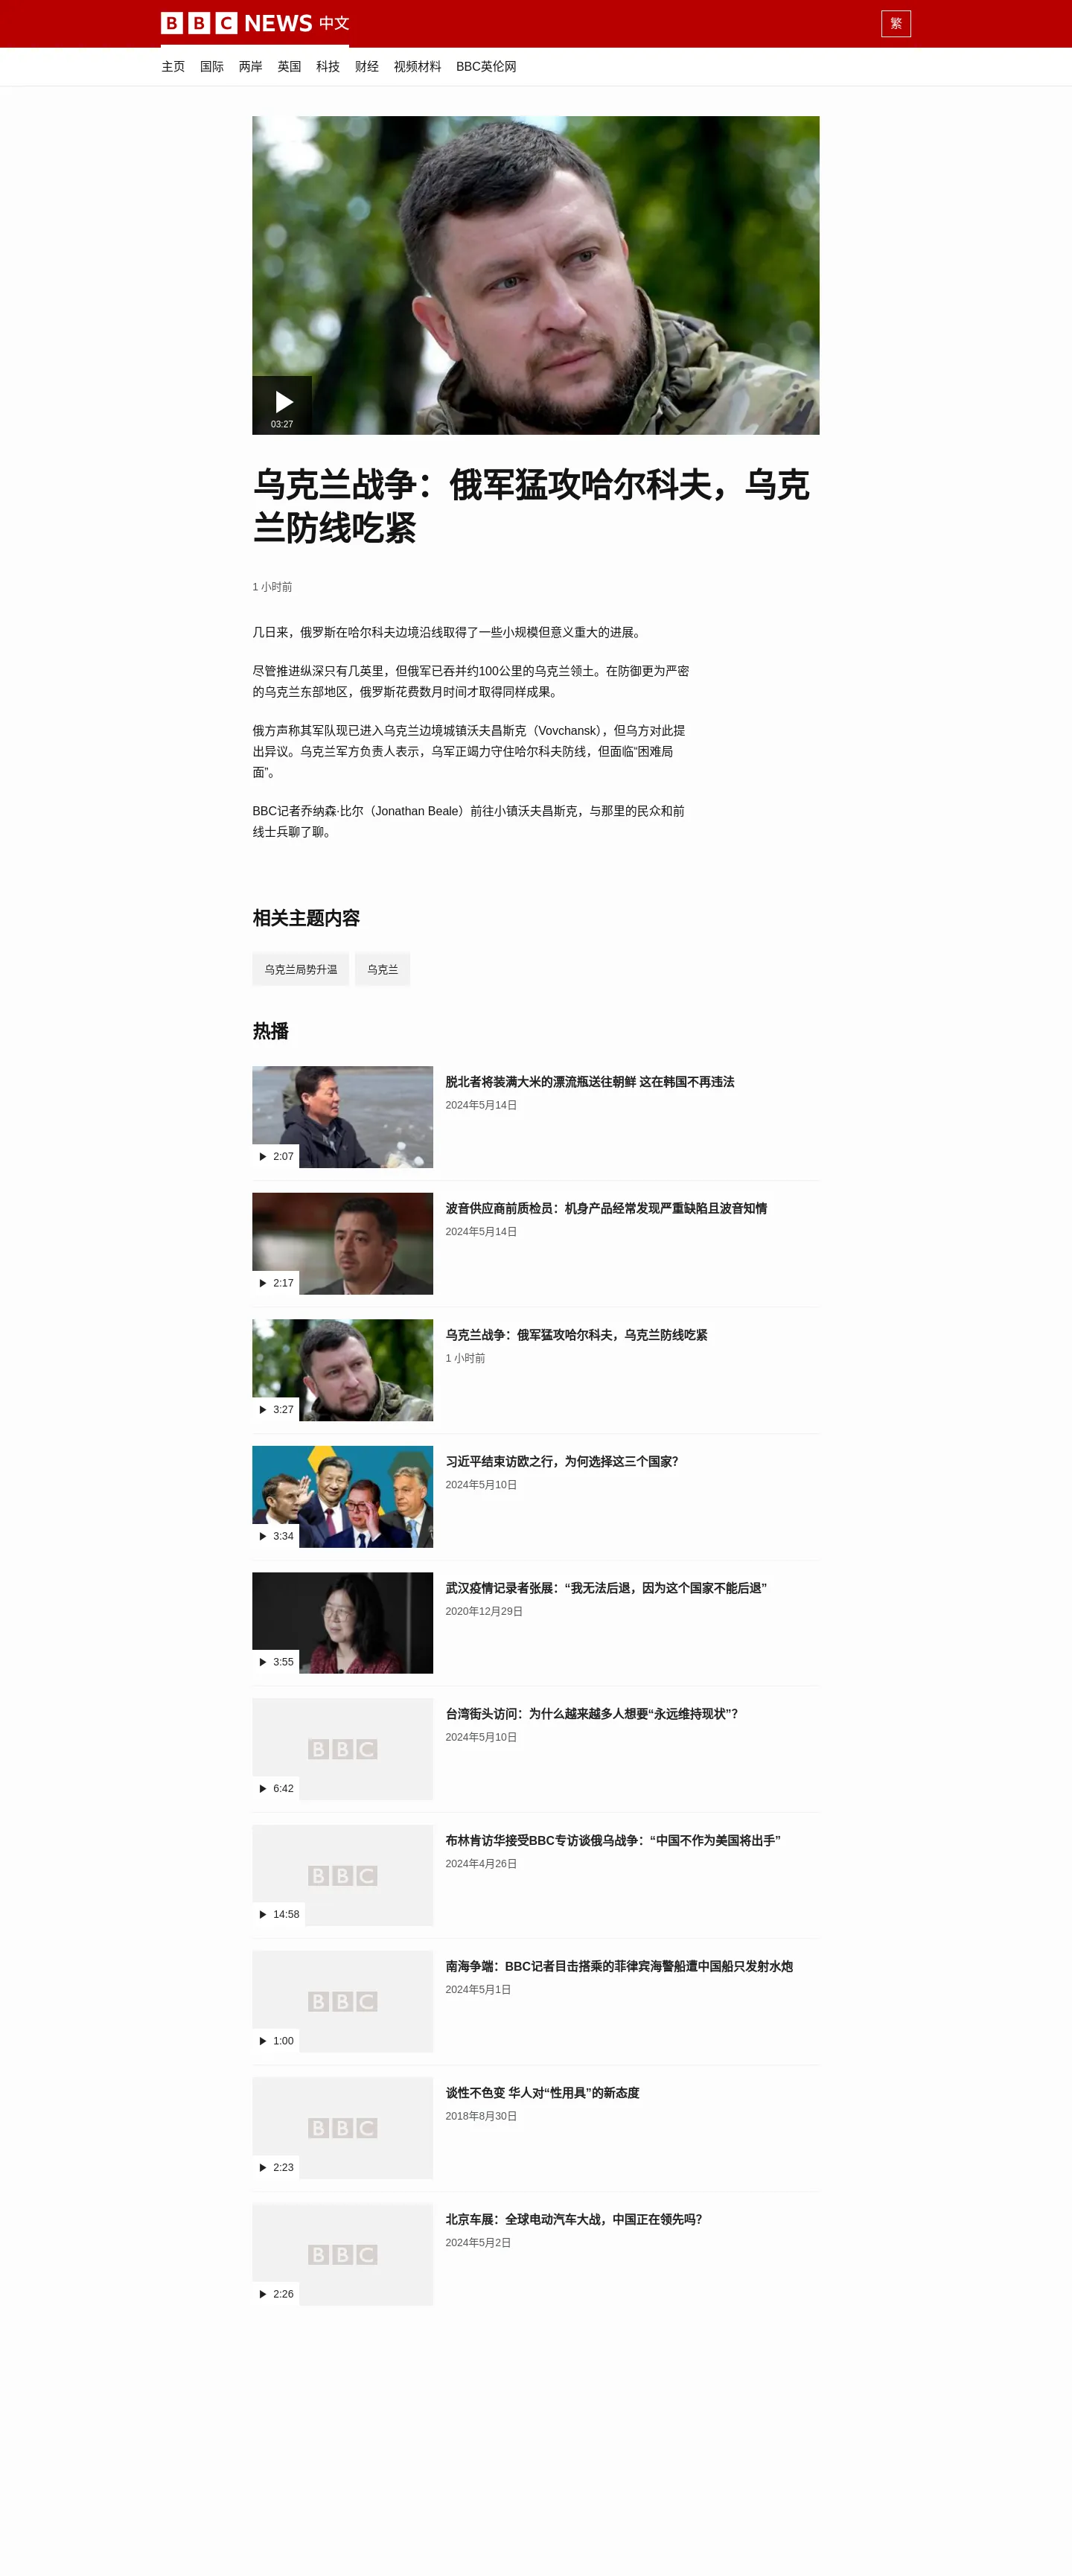 BBC NEWS 中文
繁
主页 国际 两岸 英国 科技 财经 视频材料 BBC英伦网
03:27
乌克兰战争：俄军猛攻哈尔科夫，乌克
兰防线吃紧
1 小时前
几日来，俄罗斯在哈尔科夫边境沿线取得了一些小规模但意义重大的进展。
尽管推进纵深只有几英里，但俄军已吞并约100公里的乌克兰领土。在防御更为严密
的乌克兰东部地区，俄罗斯花费数月时间才取得同样成果。
俄方声称其军队现已进入乌克兰边境城镇沃夫昌斯克（Vovchansk），但乌方对此提
出异议。乌克兰军方负责人表示，乌军正竭力守住哈尔科夫防线，但面临“困难局
面”。
BBC记者乔纳森·比尔（Jonathan Beale）前往小镇沃夫昌斯克，与那里的民众和前
线士兵聊了聊。
相关主题内容
乌克兰局势升温 乌克兰
热播
脱北者将装满大米的漂流瓶送往朝鲜 这在韩国不再违法
2024年5月14日
2:07
波音供应商前质检员：机身产品经常发现严重缺陷且波音知情
2024年5月14日
2:17
乌克兰战争：俄军猛攻哈尔科夫，乌克兰防线吃紧
1 小时前
3:27
习近平结束访欧之行，为何选择这三个国家？
2024年5月10日
3:34
武汉疫情记录者张展：“我无法后退，因为这个国家不能后退”
2020年12月29日
3:55
台湾街头访问：为什么越来越多人想要“永远维持现状”？
2024年5月10日
BBC
6:42
布林肯访华接受BBC专访谈俄乌战争：“中国不作为美国将出手”
2024年4月26日
BBC
14:58
南海争端：BBC记者目击搭乘的菲律宾海警船遭中国船只发射水炮
2024年5月1日
BBC
1:00
谈性不色变 华人对“性用具”的新态度
2018年8月30日
BBC
2:23
北京车展：全球电动汽车大战，中国正在领先吗？
2024年5月2日
BBC
2:26